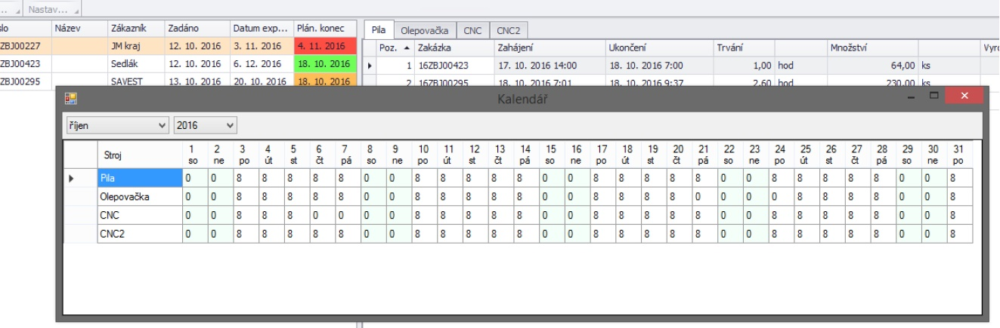 ... Nastav...
slo Název Zákazník Zadáno Datum exp... Plán. konec
ZBJ00227 JM kraj 12. 10. 2016 3. 11. 2016 4. 11. 2016
ZBJ00423 Sedlák 12. 10. 2016 6. 12. 2016 18. 10. 2016
ZBJ00295 SAVEST 13. 10. 2016 20. 10. 2016 18. 10. 2016
Pila Olepovačka CNC CNC2
Poz. Zakázka Zahájení Ukončení Trvání Množství Vyro
1 16ZBJ00423 17. 10. 2016 14:00 18. 10. 2016 7:00 1,00 hod 64,00 ks
2 16ZBJ00295 18. 10. 2016 7:01 18. 10. 2016 9:37 2,60 hod 230,00 ks
Kalendář
říjen 2016
Stroj 1 2 3 4 5 6 7 8 9 10 11 12 13 14 15 16 17 18 19 20 21 22 23 24 25 26 27 28 29 30 31
so ne po út st čt pá so ne po út st čt pá so ne po út st čt pá so ne po út st čt pá so ne po
Pila 0 0 8 8 8 8 8 0 0 8 8 8 8 8 0 0 8 8 8 8 8 0 0 8 8 8 8 8 0 0 8
Olepovačka 0 0 8 8 8 8 8 0 0 8 8 8 8 8 0 0 8 8 8 8 8 0 0 0 8 8 8 8 0 0 8
CNC 0 0 8 8 8 0 0 0 0 8 8 8 8 8 0 0 8 8 8 8 8 0 0 8 8 8 8 8 0 0 8
CNC2 0 0 8 8 8 8 8 0 0 8 8 8 8 8 0 0 8 8 8 8 8 0 0 8 8 8 8 8 0 0 8